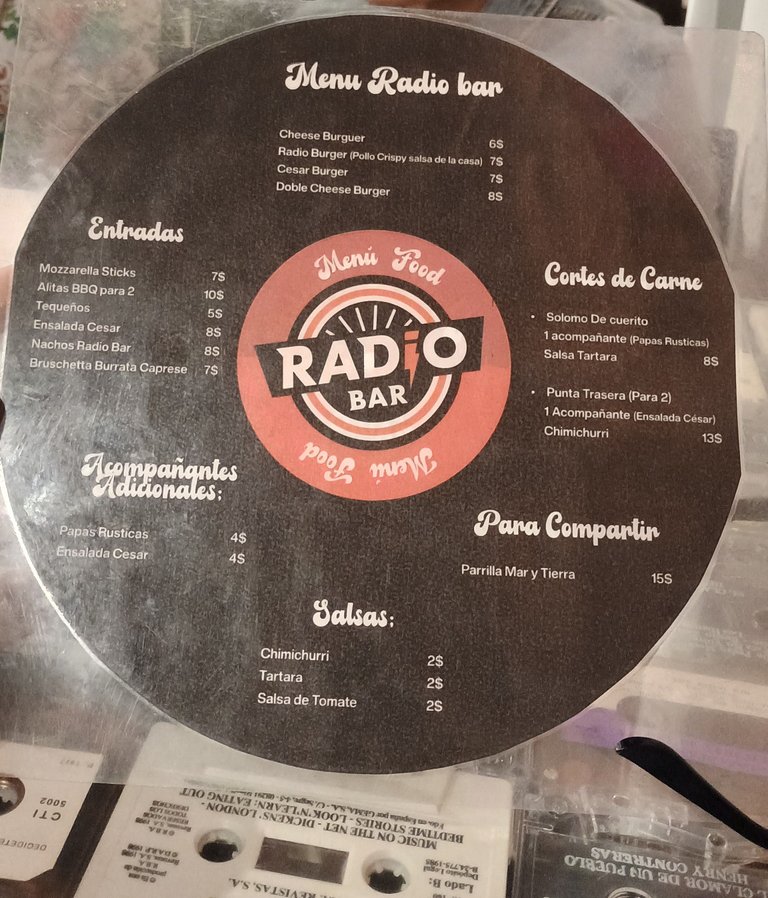 Menu Radio bar
Cheese Burguer 6$
Radio Burger (Pollo Crispy salsa de la casa) 7$
Cesar Burger 7$
Doble Cheese Burger 8$
Entradas
Mozzarella Sticks 7$
Alitas BBQ para 2 10$
Tequeños 5$
Ensalada Cesar 8$
Nachos Radio Bar 8$
Bruschetta Burrata Caprese 7$
Menú Food
RADiO
BAR
Menú Food
Cortes de Carne
• Solomo De cuerito
1 acompañante (Papas Rusticas)
Salsa Tartara 8$
• Punta Trasera (Para 2)
1 Acompañante (Ensalada César)
Chimichurri 13$
Acompañantes
Adicionales;
Papas Rusticas 4$
Ensalada Cesar 4$
Para Compartir
Parrilla Mar y Tierra 15$
Salsas;
Chimichurri 2$
Tartara 2$
Salsa de Tomate 2$
CTI
5002
MUSIC ON THE NET - DICKENS' LONDON -
BEDTIME STORIES - LOOK'N'LEARN: EATING OUT
Lado B:
Depósito Legal
B-24.775-1985
REVISTAS, S.A.
CLAMOR DE UN PUEBLO
HENRY CONTRERAS